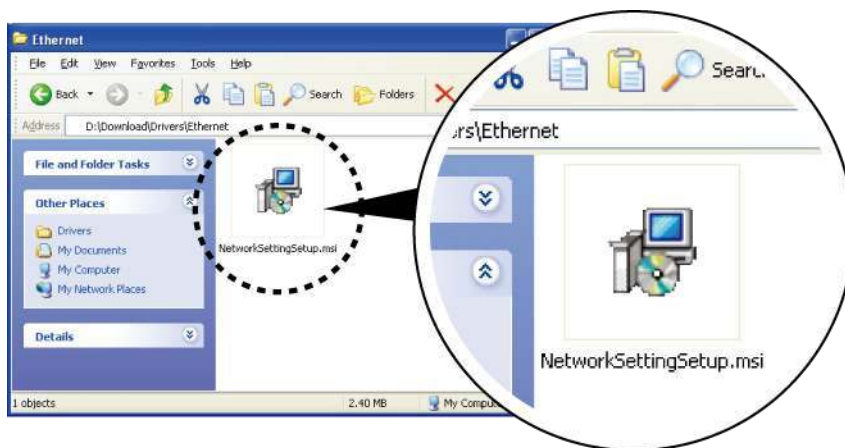 Ethernet
File Edit View Favorites Tools Help
Back Search Folders
Address D:\Download\Drivers\Ethernet
File and Folder Tasks
Other Places
Drivers
My Documents
My Computer
My Network Places
Details
NetworkSettingSetup.msi
1 objects 2.40 MB My Compu
Searc
rs\Ethernet
NetworkSettingSetup.msi